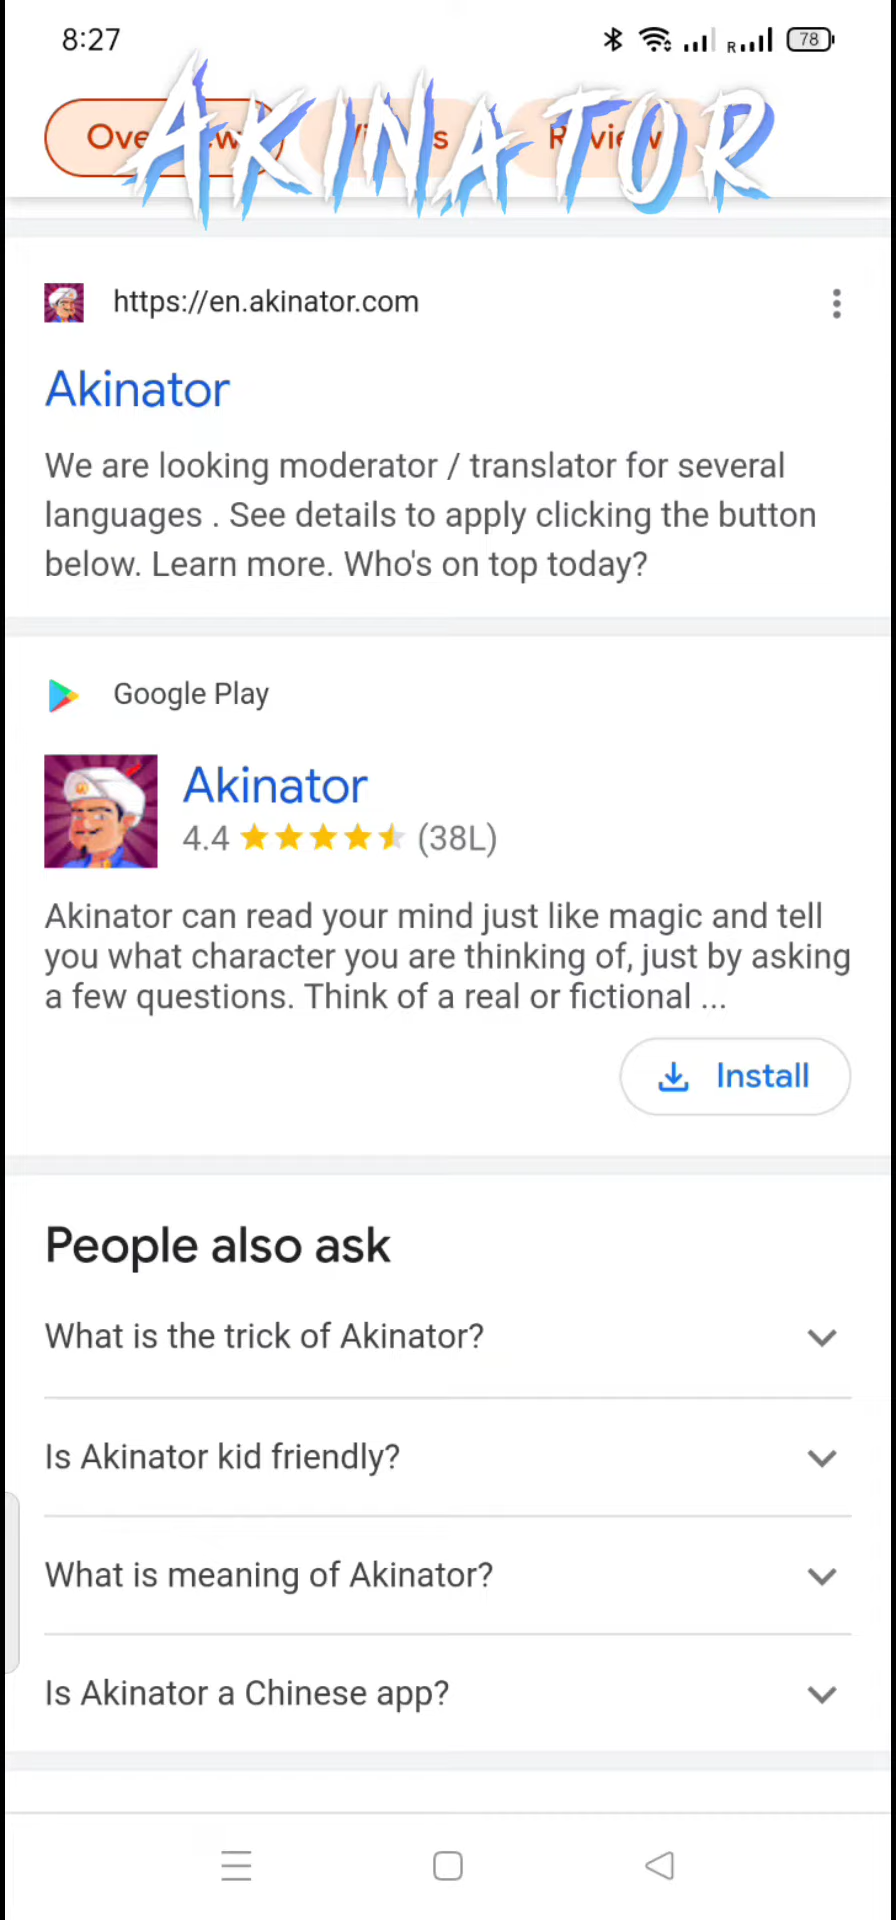 8:27
R
78
AKINATOR
https://en.akinator.com
Akinator
We are looking moderator / translator for several
languages . See details to apply clicking the button
below. Learn more. Who's on top today?
Google Play
Akinator
4.4 (38L)
Akinator can read your mind just like magic and tell
you what character you are thinking of, just by asking
a few questions. Think of a real or fictional ...
Install
People also ask
What is the trick of Akinator?
Is Akinator kid friendly?
What is meaning of Akinator?
Is Akinator a Chinese app?